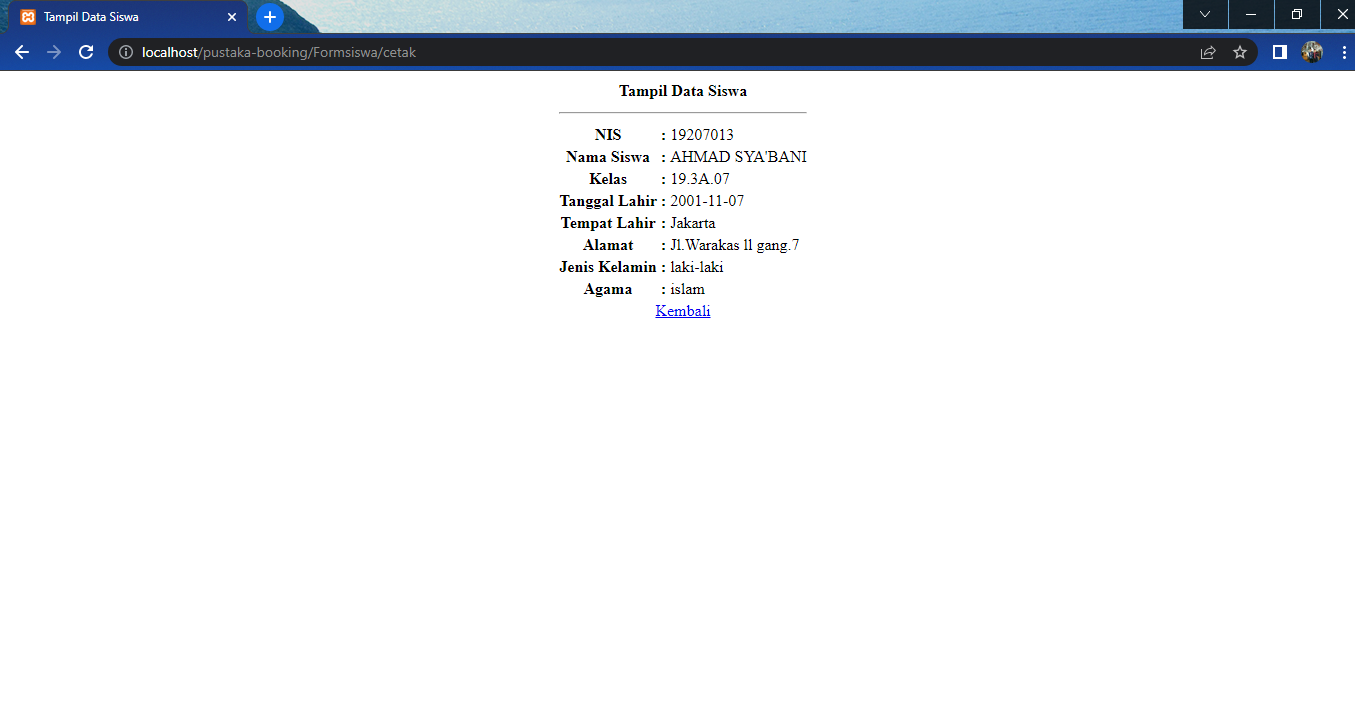 Tampil Data Siswa
localhost/pustaka-booking/Formsiswa/cetak
Tampil Data Siswa
NIS : 19207013
Nama Siswa : AHMAD SYA'BANI
Kelas : 19.3A.07
Tanggal Lahir : 2001-11-07
Tempat Lahir : Jakarta
Alamat : Jl.Warakas ll gang.7
Jenis Kelamin : laki-laki
Agama : islam
Kembali